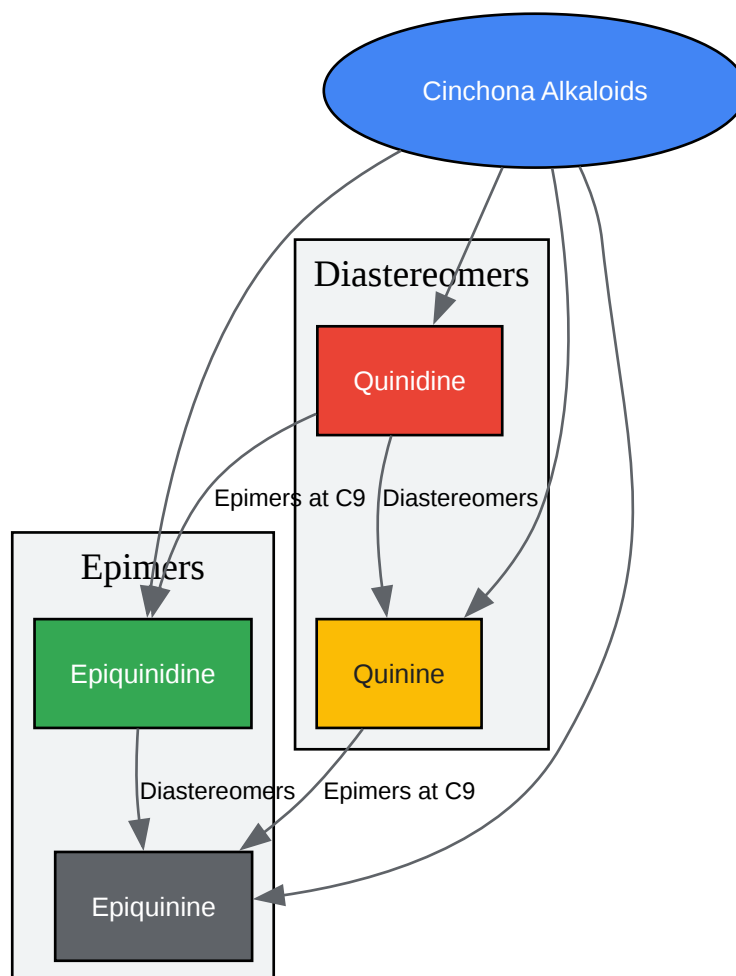 Cinchona Alkaloids
Diastereomers
Quinidine
Epimers at C9
Diastereomers
Epimers
Epiquinidine
Quinine
Diastereomers
Epimers at C9
Epiquinine